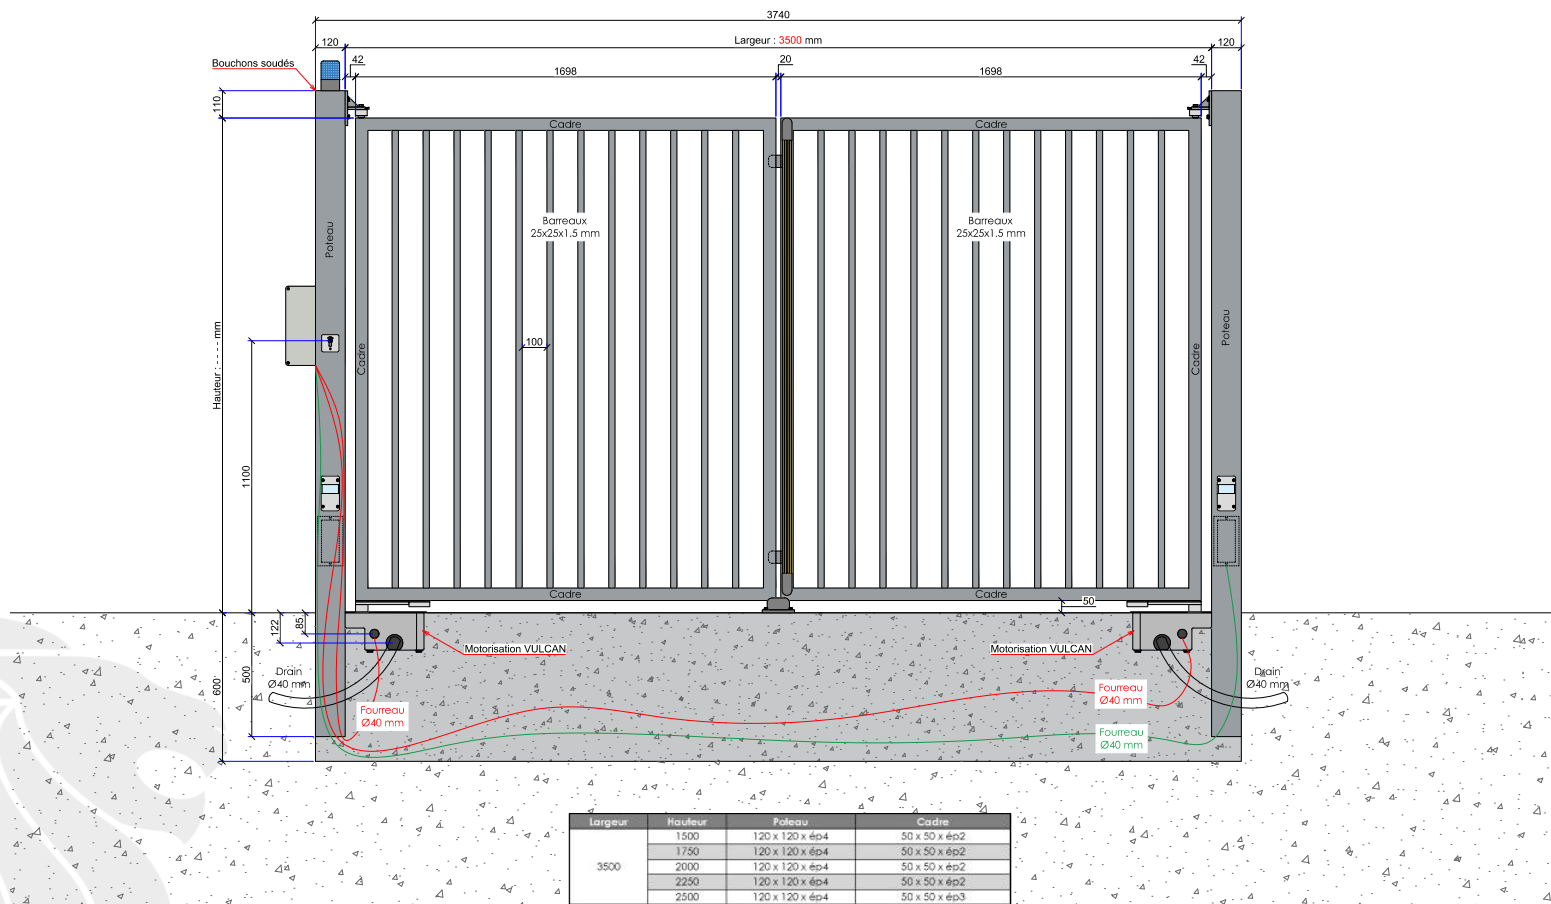 3740
120
Largeur : 3500 mm
120
Bouchons soudés
42
1698
20
1698
42
110
Cadre
Cadre
Poteau
Barreaux
25x25x1.5 mm
Barreaux
25x25x1.5 mm
Hauteur : - - - - mm
Cadre
100
Cadre
Poteau
1100
Cadre
Cadre
50
122
85
Motorisation VULCAN
Motorisation VULCAN
600
500
Drain
Ø40 mm
Drain
Ø40 mm
Fourreau
Ø40 mm
Fourreau
Ø40 mm
Fourreau
Ø40 mm
Largeur Hauteur Poteau Cadre
1500 120 x 120 x ép4 50 x 50 x ép2
1750 120 x 120 x ép4 50 x 50 x ép2
3500 2000 120 x 120 x ép4 50 x 50 x ép2
2250 120 x 120 x ép4 50 x 50 x ép2
2500 120 x 120 x ép4 50 x 50 x ép3